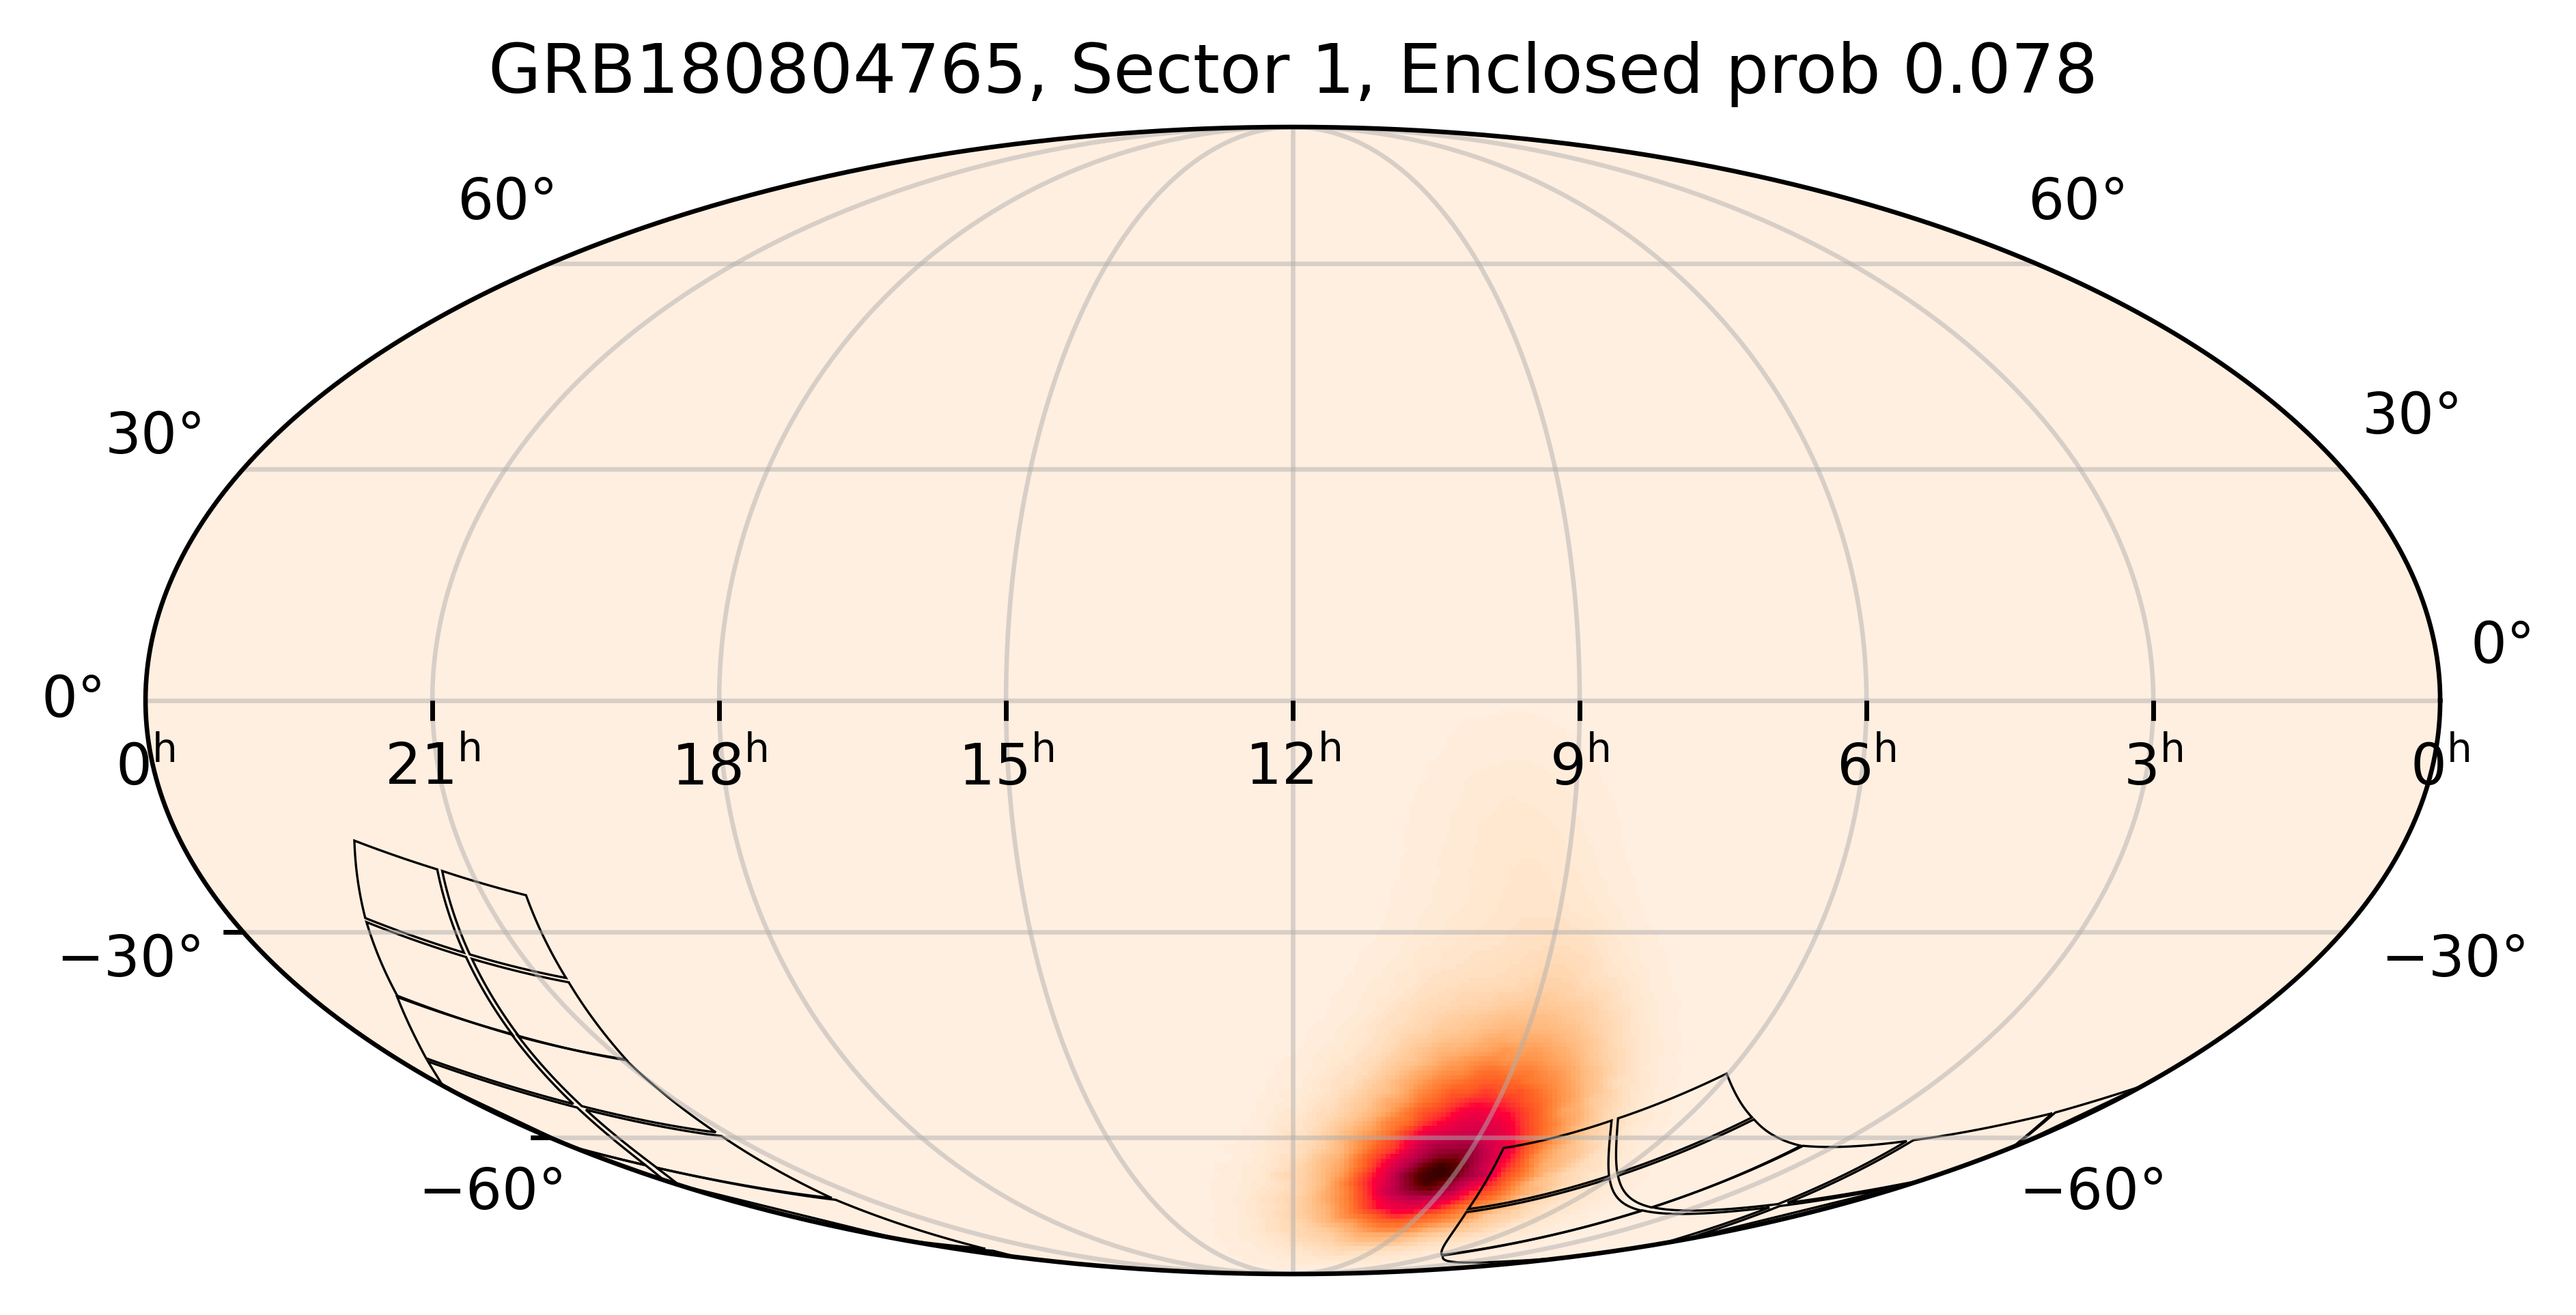 GRB180804765, Sector 1, Enclosed prob 0.078
60° 60°
30° 30°
0° 0°
0ʰ 21ʰ 18ʰ 15ʰ 12ʰ 9ʰ 6ʰ 3ʰ 0ʰ
−30° −30°
−60° −60°